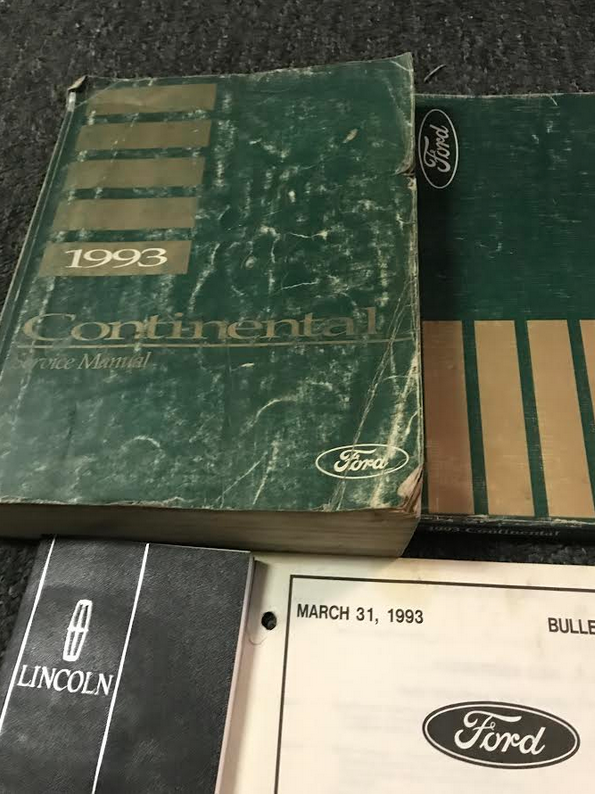 1993
Continental
Service Manual
Ford
Ford
1993 Continental
LINCOLN
MARCH 31, 1993
BULLE
Ford